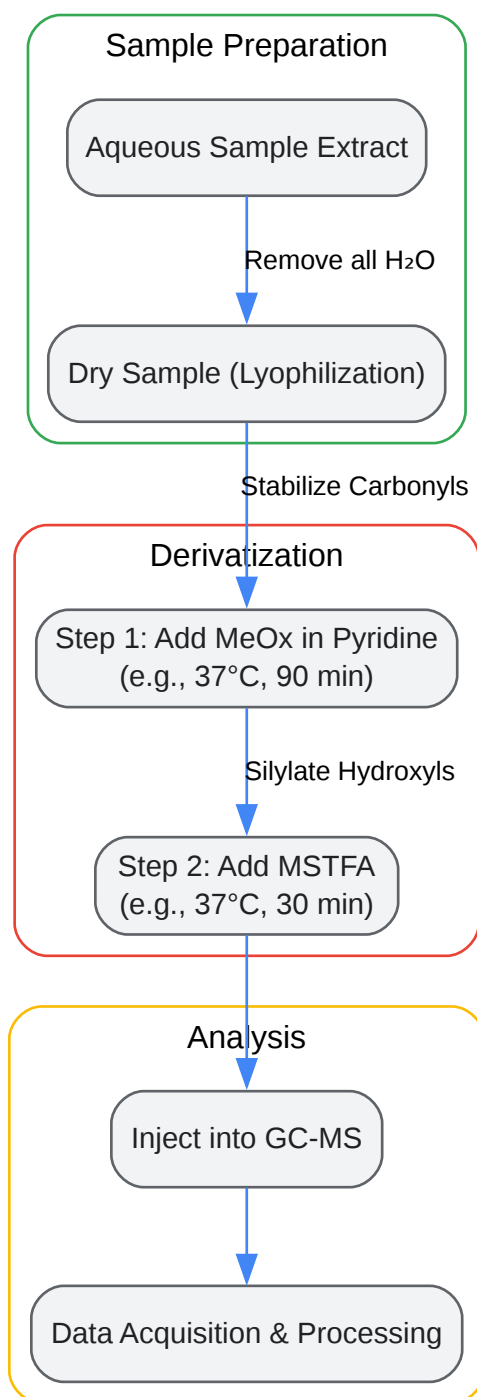 Sample Preparation
Aqueous Sample Extract
Remove all H₂O
Dry Sample (Lyophilization)
Stabilize Carbonyls
Derivatization
Step 1: Add MeOx in Pyridine
(e.g., 37°C, 90 min)
Silylate Hydroxyls
Step 2: Add MSTFA
(e.g., 37°C, 30 min)
Analysis
Inject into GC-MS
Data Acquisition & Processing